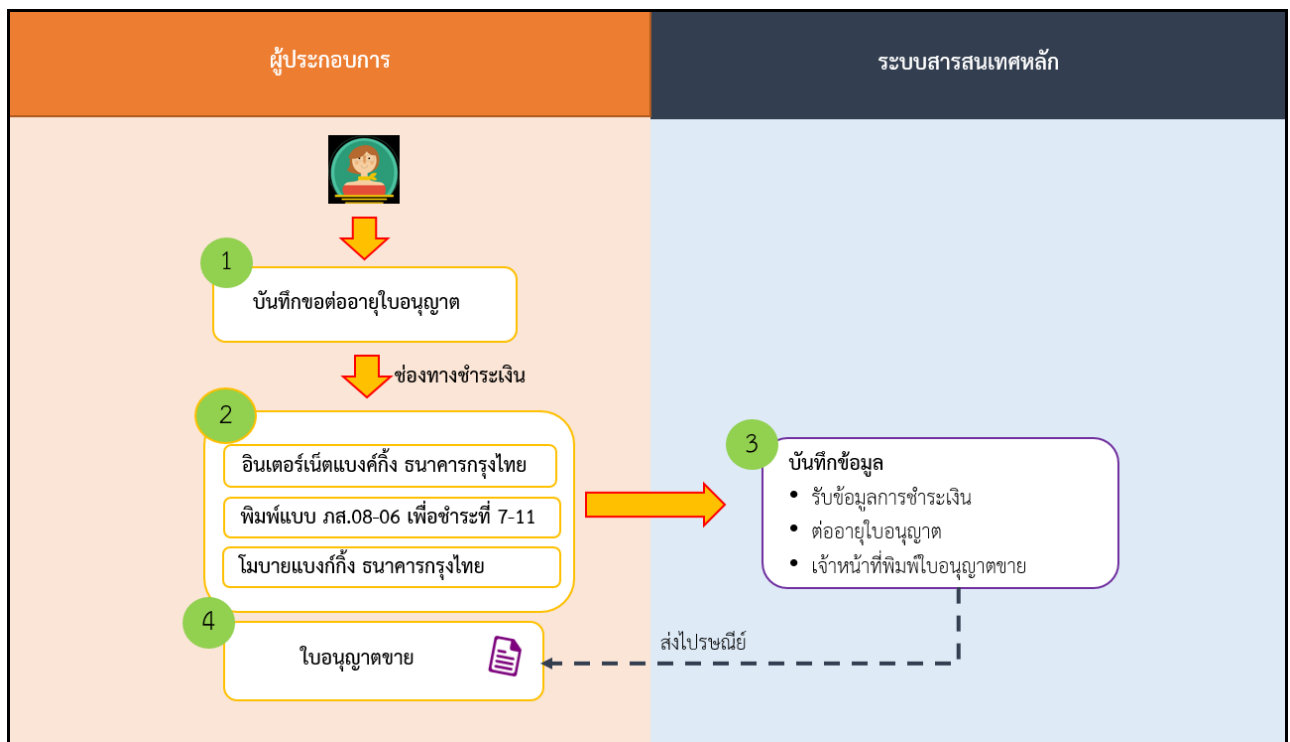 ผู้ประกอบการ
ระบบสารสนเทศหลัก
1
บันทึกขอต่ออายุใบอนุญาต
ช่องทางชำระเงิน
2
อินเตอร์เน็ตแบงค์กิ้ง ธนาคารกรุงไทย
พิมพ์แบบ ภส.08-06 เพื่อชำระที่ 7-11
โมบายแบงก์กิ้ง ธนาคารกรุงไทย
3
บันทึกข้อมูล
• รับข้อมูลการชำระเงิน
• ต่ออายุใบอนุญาต
• เจ้าหน้าที่พิมพ์ใบอนุญาตขาย
ส่งไปรษณีย์
4
ใบอนุญาตขาย